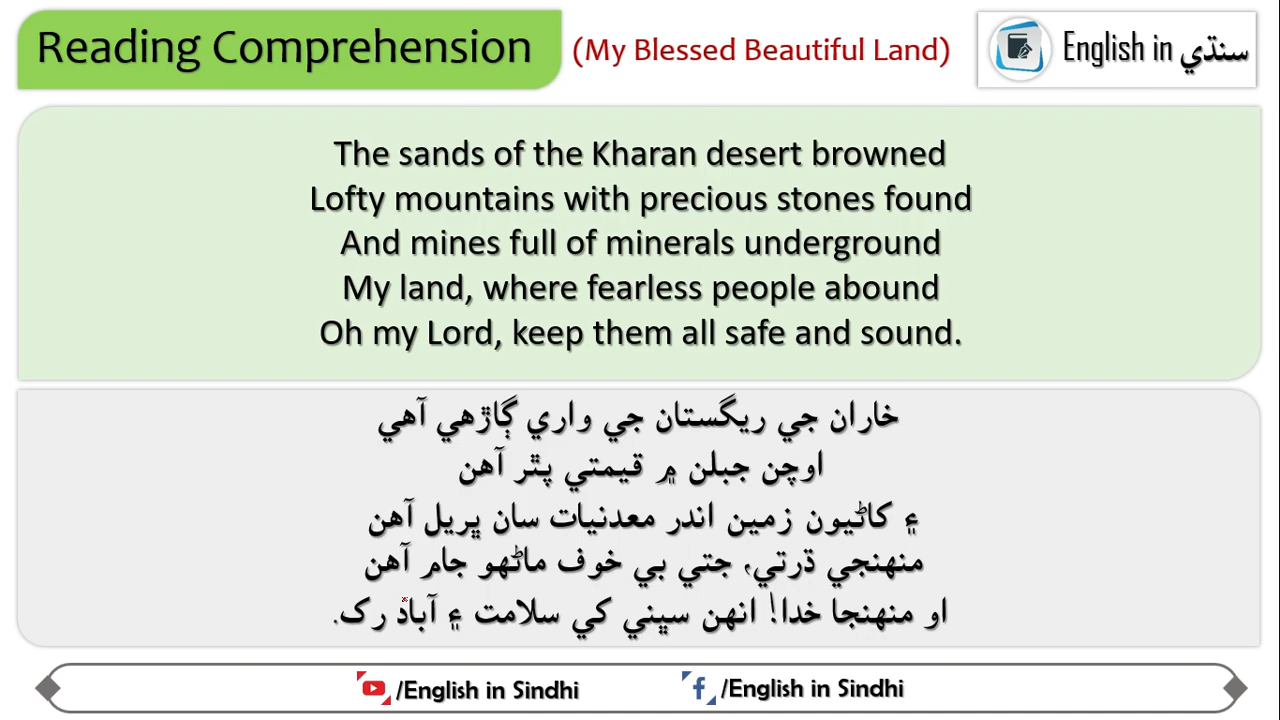 Reading Comprehension
(My Blessed Beautiful Land)
English in سنڌي
The sands of the Kharan desert browned
Lofty mountains with precious stones found
And mines full of minerals underground
My land, where fearless people abound
Oh my Lord, keep them all safe and sound.
خاران جي ريگستان جي واري ڳاڙهي آهي
اوچن جبلن ۾ قيمتي پٿر آهن
۽ کاڻيون زمين اندر معدنيات سان ڀريل آهن
منهنجي ڌرتي، جتي بي خوف ماڻهو جام آهن
او منهنجا خدا! انهن سڀني کي سلامت ۽ آباد رک.
/English in Sindhi
/English in Sindhi